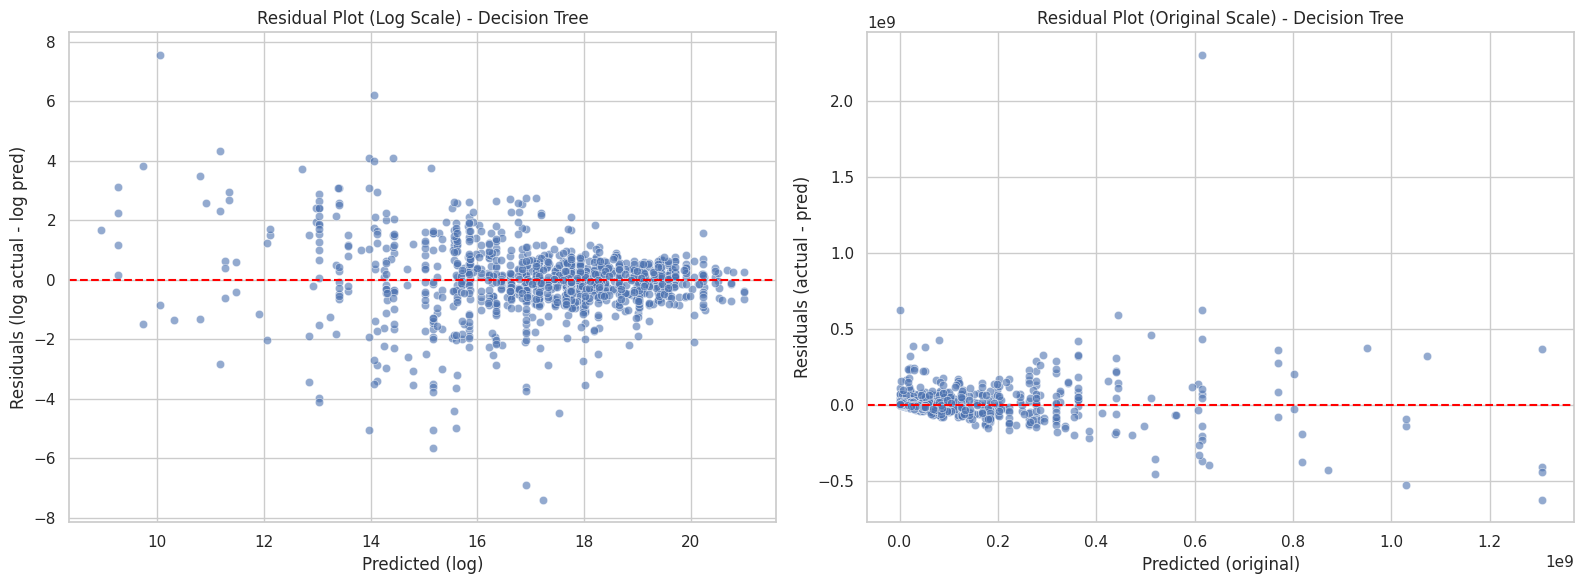 Residual Plot (Log Scale) - Decision Tree
8
6
4
2
0
−2
−4
−6
−8
Residuals (log actual - log pred)
10 12 14 16 18 20
Predicted (log)
Residual Plot (Original Scale) - Decision Tree
1e9
2.0
1.5
1.0
0.5
0.0
−0.5
Residuals (actual - pred)
0.0 0.2 0.4 0.6 0.8 1.0 1.2
1e9
Predicted (original)